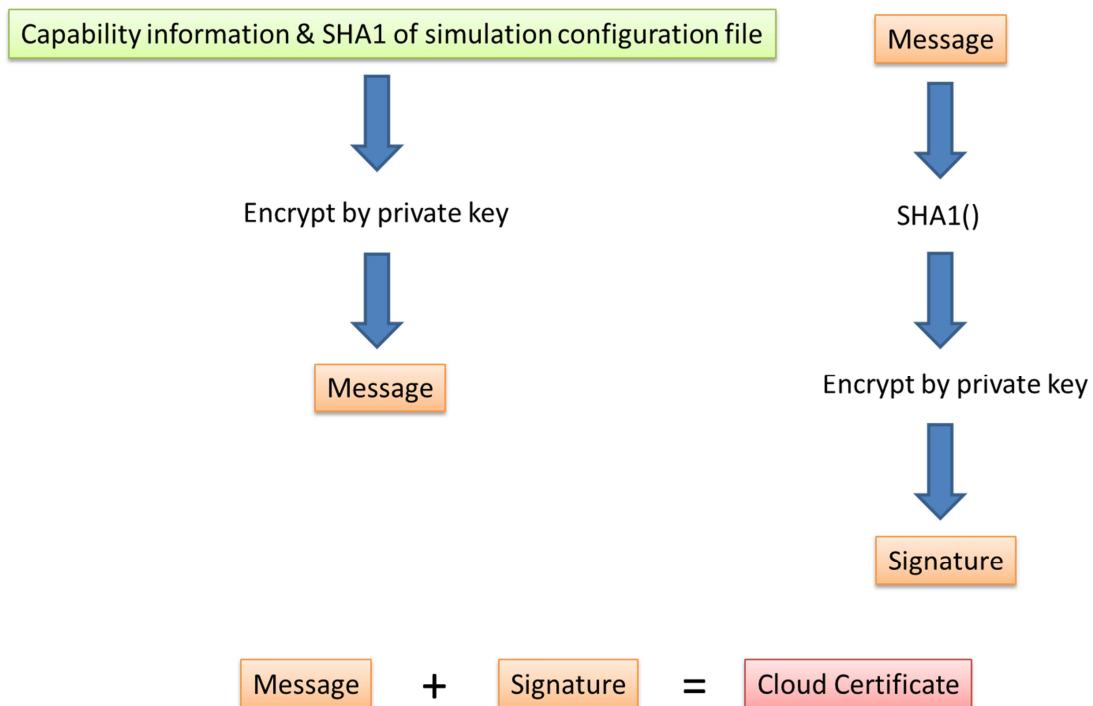 Capability information & SHA1 of simulation configuration file
Encrypt by private key
Message
Message
SHA1()
Encrypt by private key
Signature
Message + Signature = Cloud Certificate